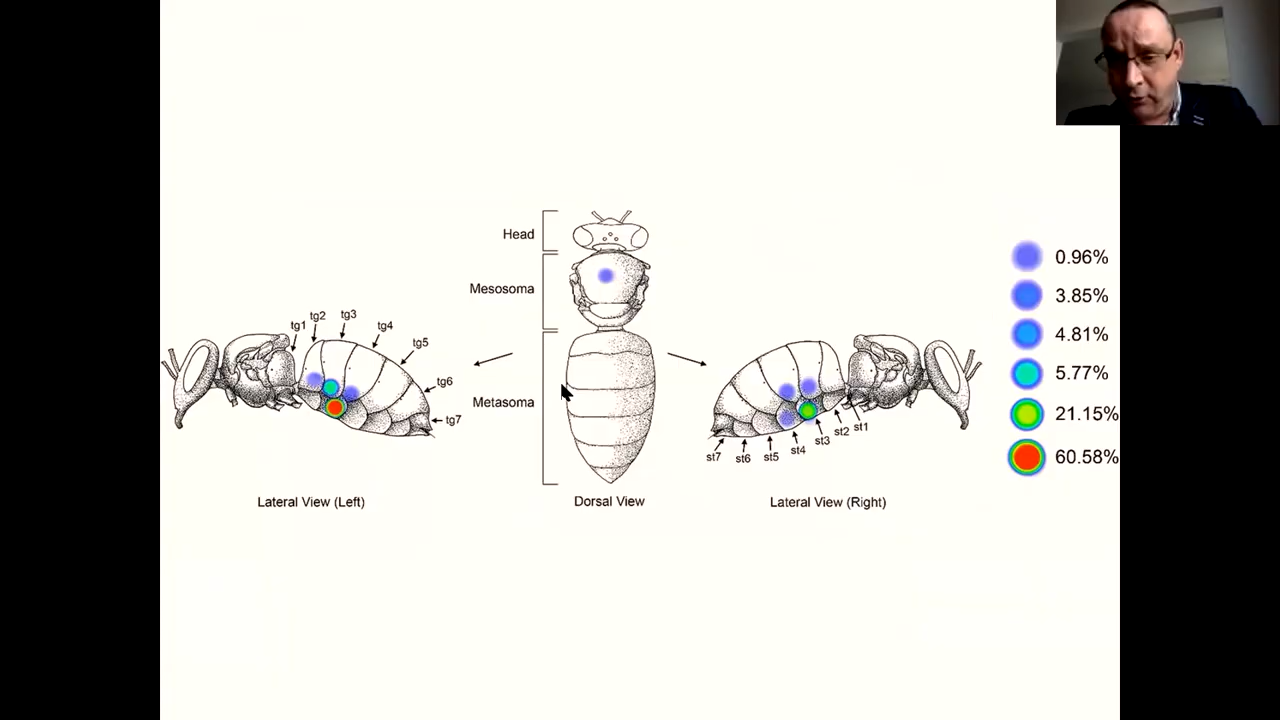 Head
Mesosoma
Metasoma
tg1
tg2
tg3
tg4
tg5
tg6
tg7
Lateral View (Left)
Dorsal View
st7
st6
st5
st4
st3
st2
st1
Lateral View (Right)
0.96%
3.85%
4.81%
5.77%
21.15%
60.58%